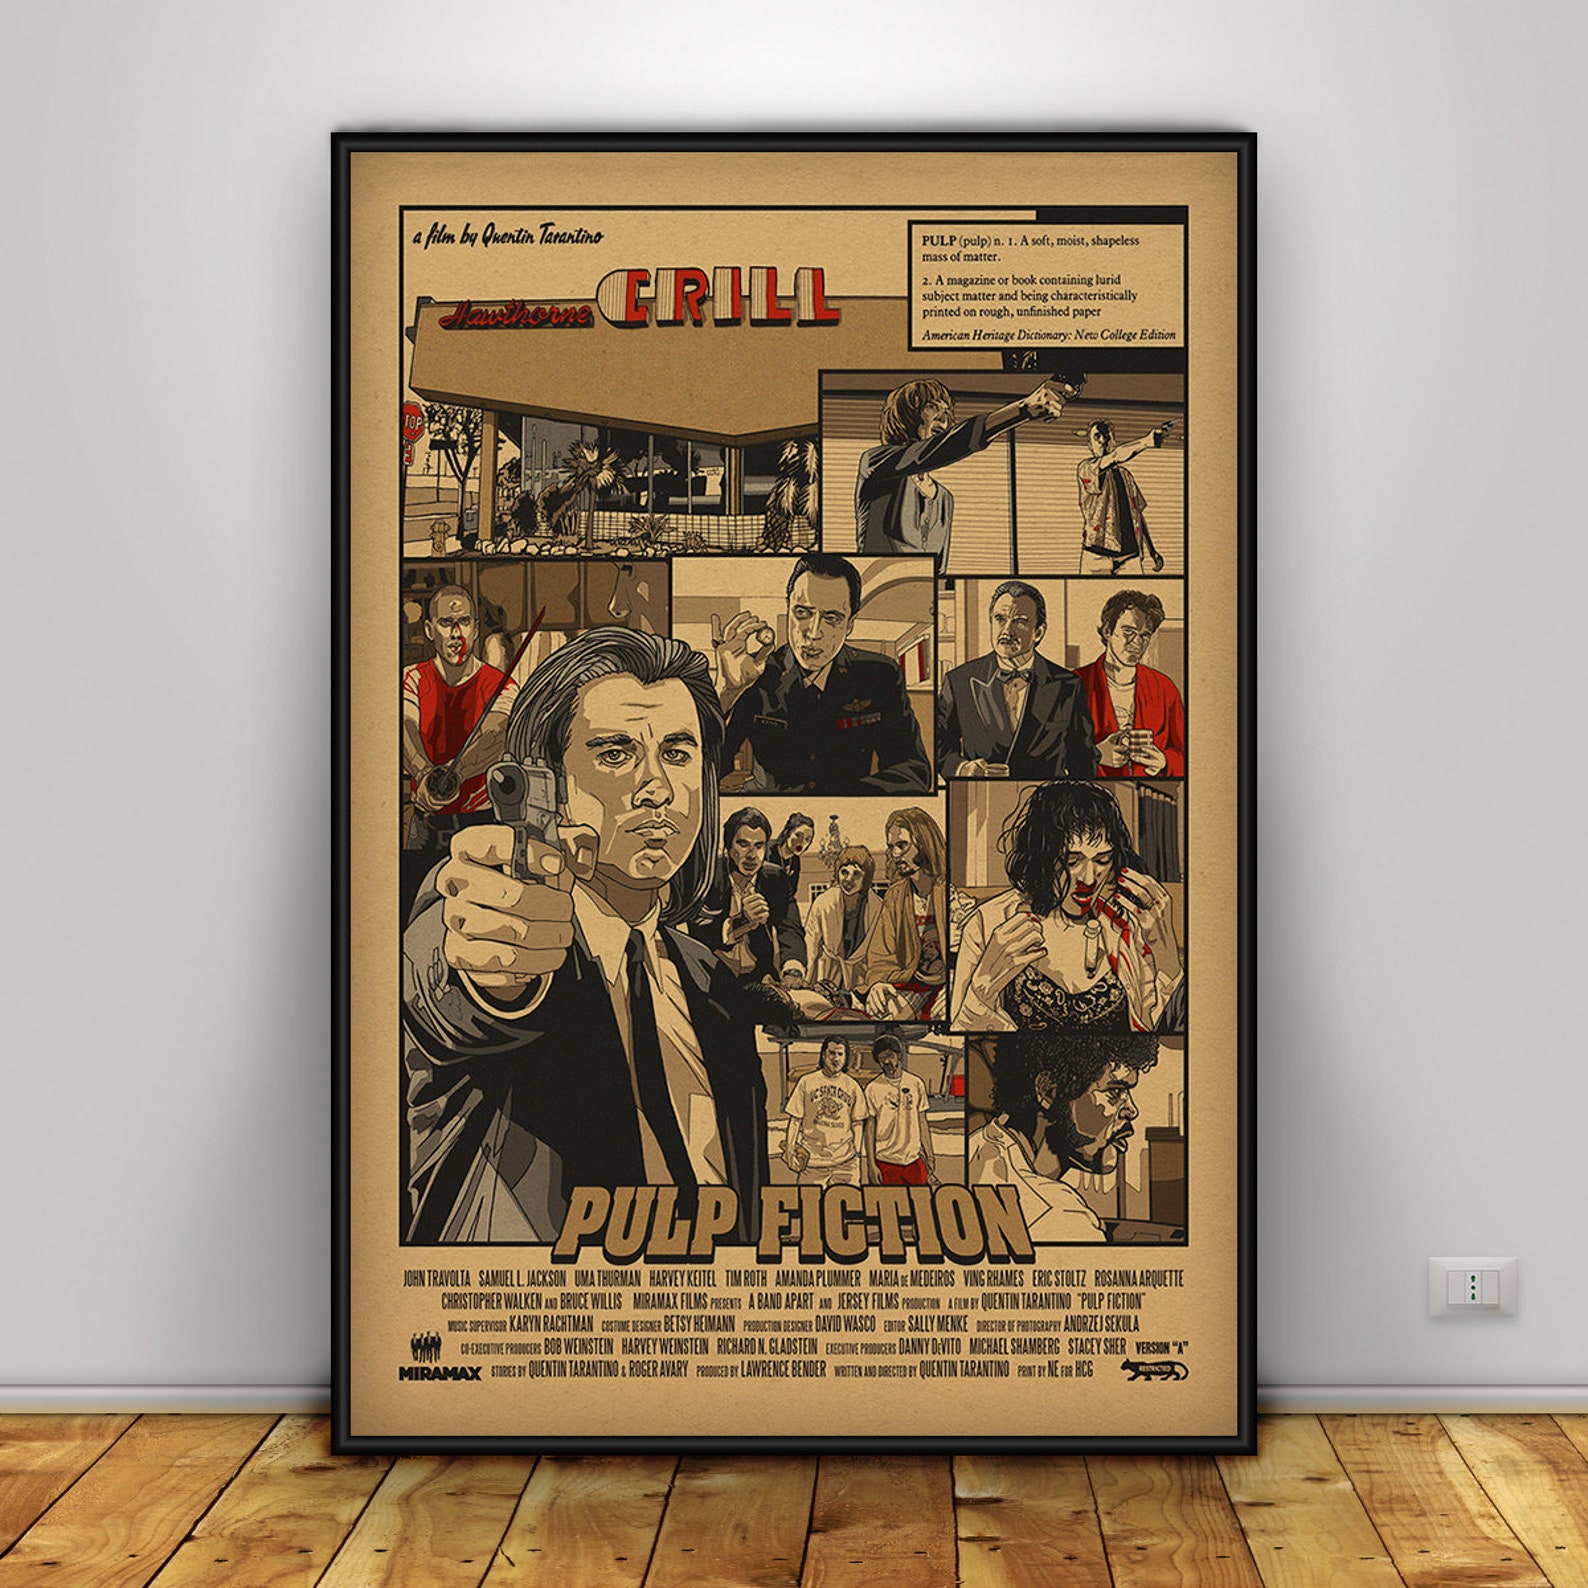 a film by Quentin Tarantino
PULP (pulp) n. 1. A soft, moist, shapeless
mass of matter.
2. A magazine or book containing lurid
subject matter and being characteristically
printed on rough, unfinished paper
American Heritage Dictionary: New College Edition
Hawthorne GRILL
TOP
UC SANTA CRUZ
BANANA SLUGS
PULP FICTION
JOHN TRAVOLTA SAMUEL L. JACKSON UMA THURMAN HARVEY KEITEL TIM ROTH AMANDA PLUMMER MARIA DE MEDEIROS VING RHAMES ERIC STOLTZ ROSANNA ARQUETTE
CHRISTOPHER WALKEN AND BRUCE WILLIS MIRAMAX FILMS PRESENTS A BAND APART AND JERSEY FILMS PRODUCTION A FILM BY QUENTIN TARANTINO "PULP FICTION"
MUSIC SUPERVISOR KARYN RACHTMAN COSTUME DESIGNER BETSY HEIMANN PRODUCTION DESIGNER DAVID WASCO EDITOR SALLY MENKE DIRECTOR OF PHOTOGRAPHY ANDRZEJ SEKULA
CO-EXECUTIVE PRODUCERS BOB WEINSTEIN HARVEY WEINSTEIN RICHARD N. GLADSTEIN EXECUTIVE PRODUCERS DANNY DEVITO MICHAEL SHAMBERG STACEY SHER VERSION "A"
MIRAMAX STORIES BY QUENTIN TARANTINO & ROGER AVARY PRODUCED BY LAWRENCE BENDER WRITTEN AND DIRECTED BY QUENTIN TARANTINO PRINT BY NE FOR HCG RESTRICTED